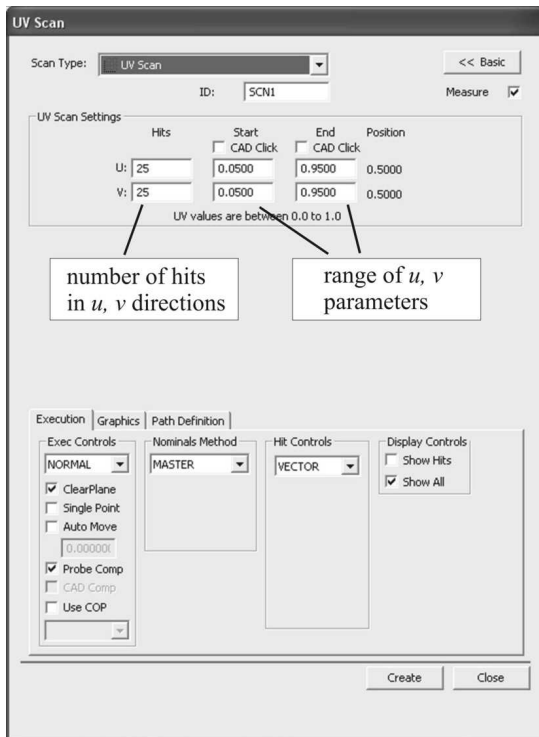 UV Scan
Scan Type: UV Scan << Basic
ID: SCN1 Measure
UV Scan Settings
Hits Start End Position
CAD Click CAD Click
U: 25 0.0500 0.9500 0.5000
V: 25 0.0500 0.9500 0.5000
UV values are between 0.0 to 1.0
number of hits
in u, v directions
range of u, v
parameters
Execution Graphics Path Definition
Exec Controls Nominals Method Hit Controls Display Controls
NORMAL MASTER VECTOR Show Hits
ClearPlane Show All
Single Point
Auto Move
0.00000(
Probe Comp
CAD Comp
Use COP
Create Close